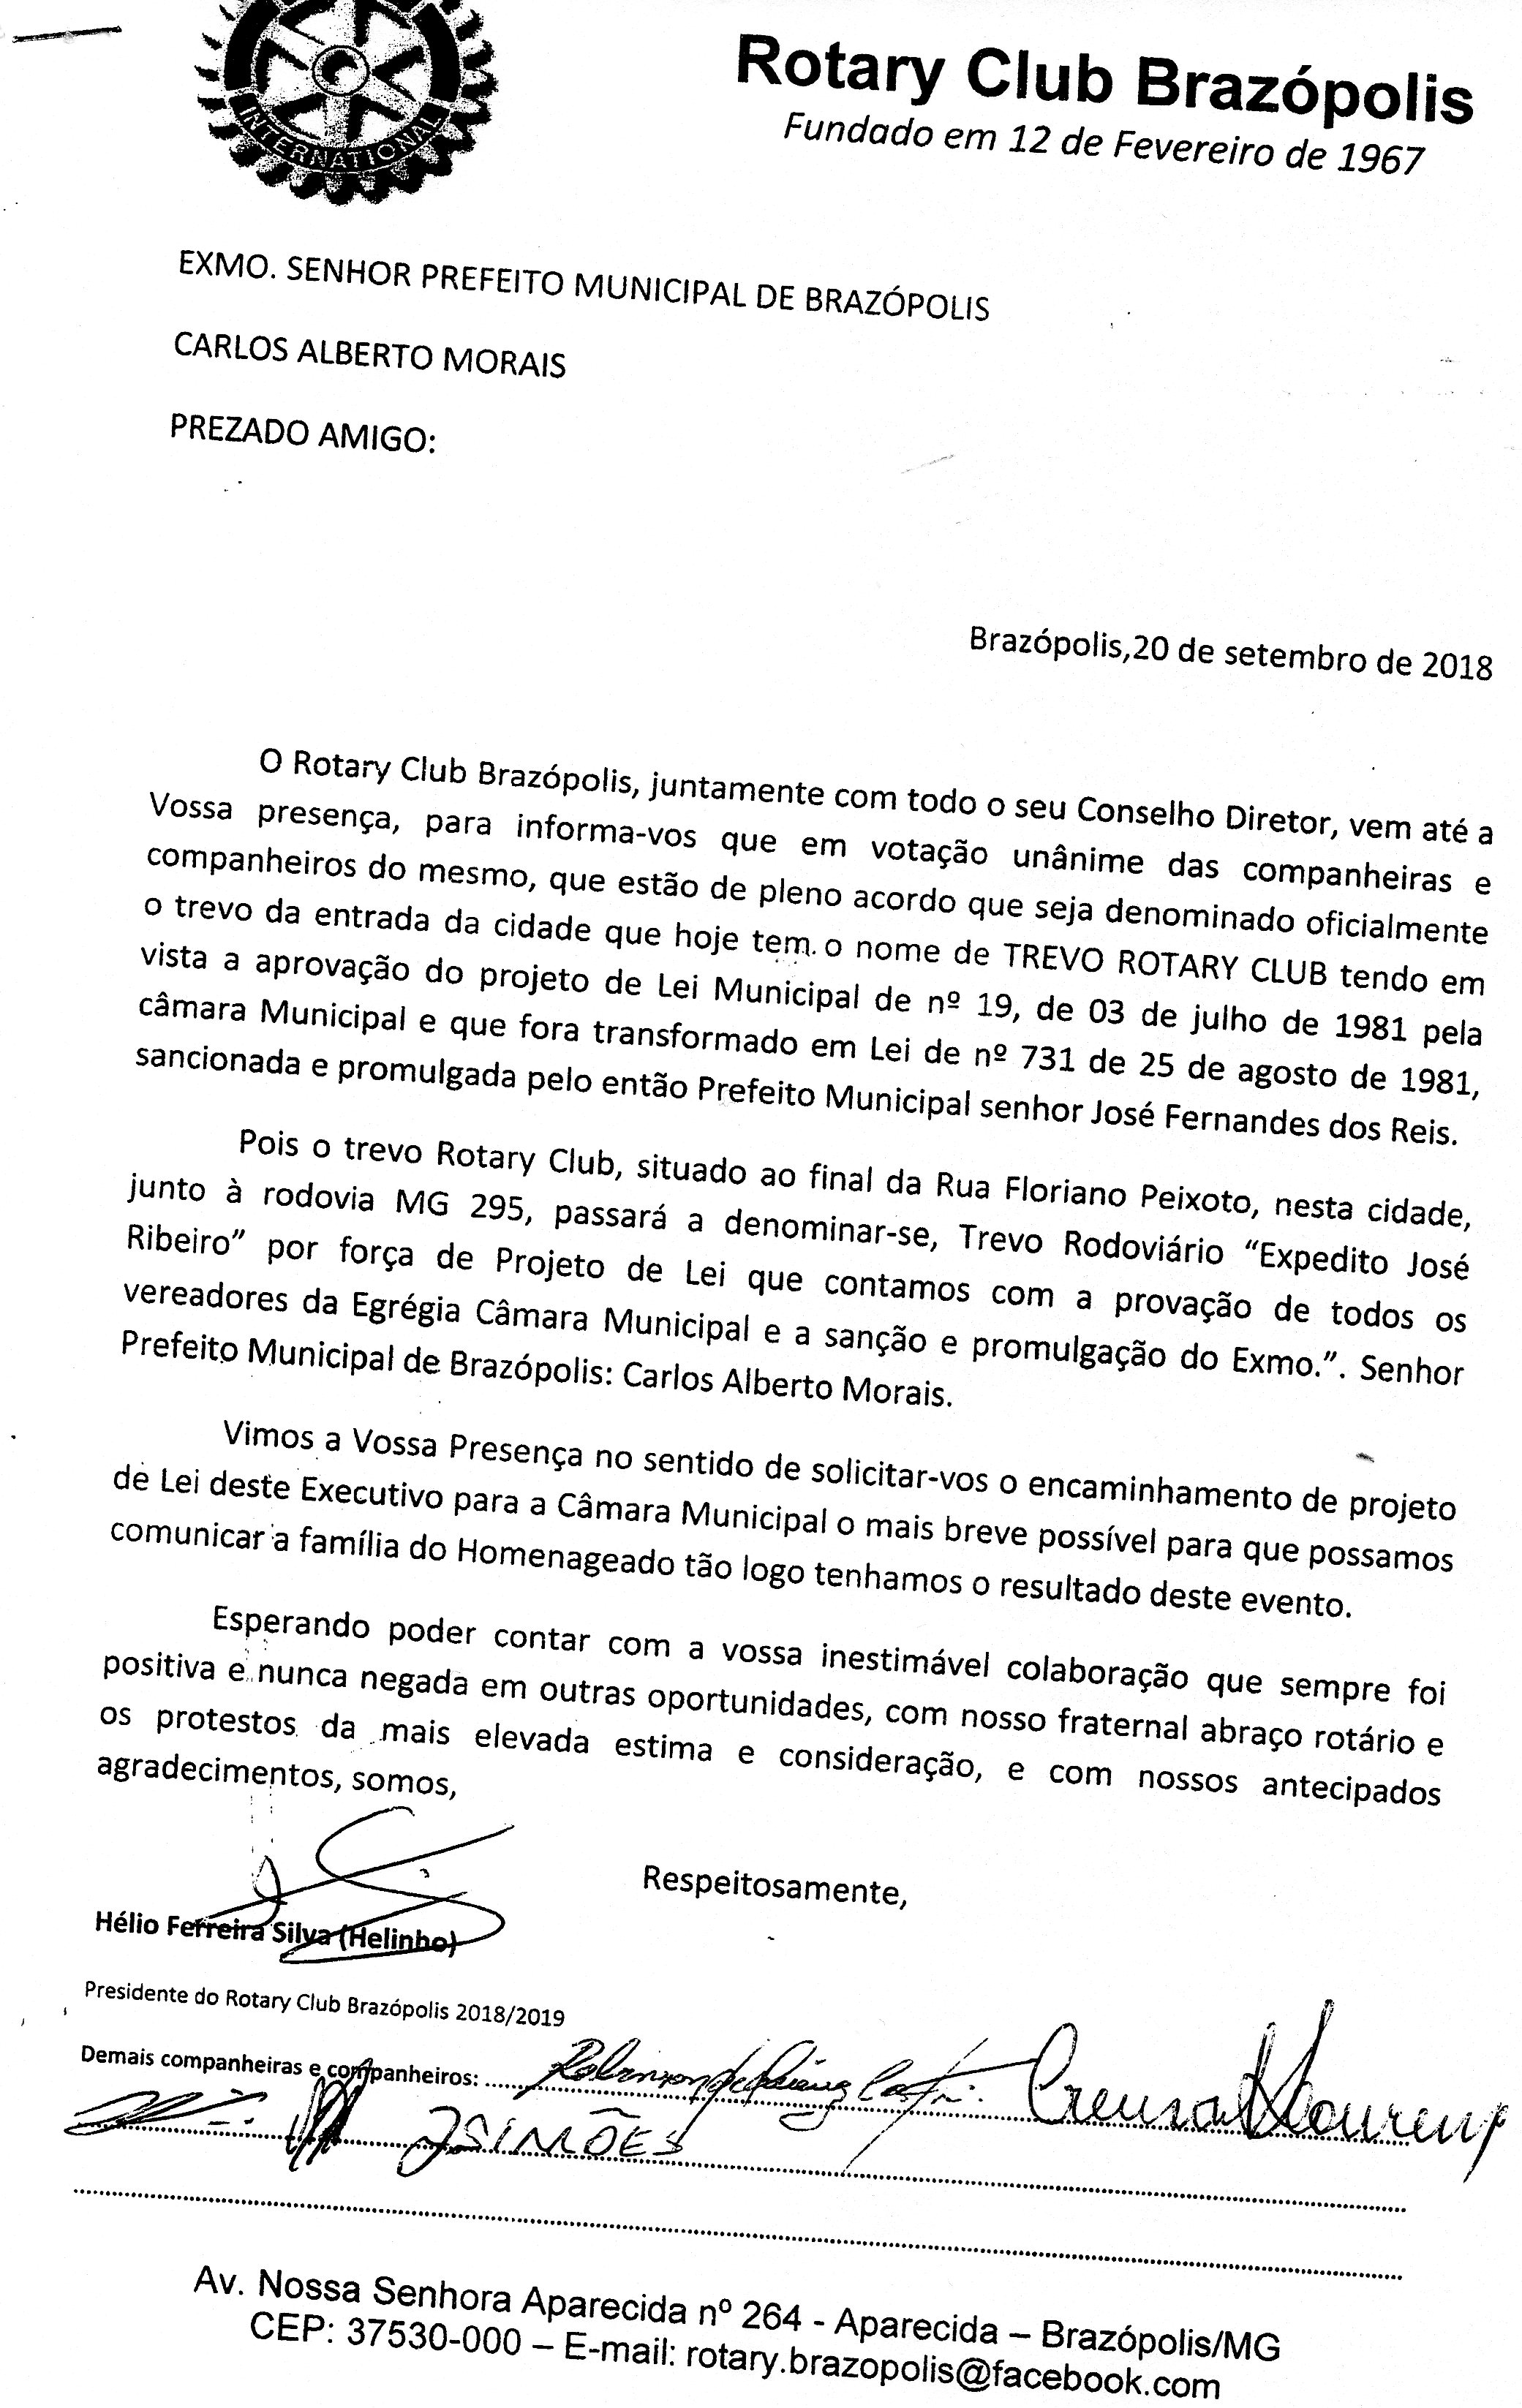 INTERNATIONAL
Rotary Club Brazópolis
Fundado em 12 de Fevereiro de 1967
EXMO. SENHOR PREFEITO MUNICIPAL DE BRAZÓPOLIS
CARLOS ALBERTO MORAIS
PREZADO AMIGO:
Brazópolis,20 de setembro de 2018
O Rotary Club Brazópolis, juntamente com todo o seu Conselho Diretor, vem até a
Vossa presença, para informa-vos que em votação unânime das companheiras e
companheiros do mesmo, que estão de pleno acordo que seja denominado oficialmente
o trevo da entrada da cidade que hoje tem o nome de TREVO ROTARY CLUB tendo em
vista a aprovação do projeto de Lei Municipal de nº 19, de 03 de julho de 1981 pela
câmara Municipal e que fora transformado em Lei de nº 731 de 25 de agosto de 1981,
sancionada e promulgada pelo então Prefeito Municipal senhor José Fernandes dos Reis.
Pois o trevo Rotary Club, situado ao final da Rua Floriano Peixoto, nesta cidade,
junto à rodovia MG 295, passará a denominar-se, Trevo Rodoviário “Expedito José
Ribeiro” por força de Projeto de Lei que contamos com a provação de todos os
vereadores da Egrégia Câmara Municipal e a sanção e promulgação do Exmo.”. Senhor
Prefeito Municipal de Brazópolis: Carlos Alberto Morais.
Vimos a Vossa Presença no sentido de solicitar-vos o encaminhamento de projeto
de Lei deste Executivo para a Câmara Municipal o mais breve possível para que possamos
comunicar a família do Homenageado tão logo tenhamos o resultado deste evento.
Esperando poder contar com a vossa inestimável colaboração que sempre foi
positiva e nunca negada em outras oportunidades, com nosso fraternal abraço rotário e
os protestos da mais elevada estima e consideração, e com nossos antecipados
agradecimentos, somos,
Respeitosamente,
Hélio Ferreira Silva (Helinho)
Presidente do Rotary Club Brazópolis 2018/2019
Demais companheiras e companheiros: Creusa
JSIMÕES
Av. Nossa Senhora Aparecida nº 264 - Aparecida – Brazópolis/MG
CEP: 37530-000 – E-mail: rotary.brazopolis@facebook.com